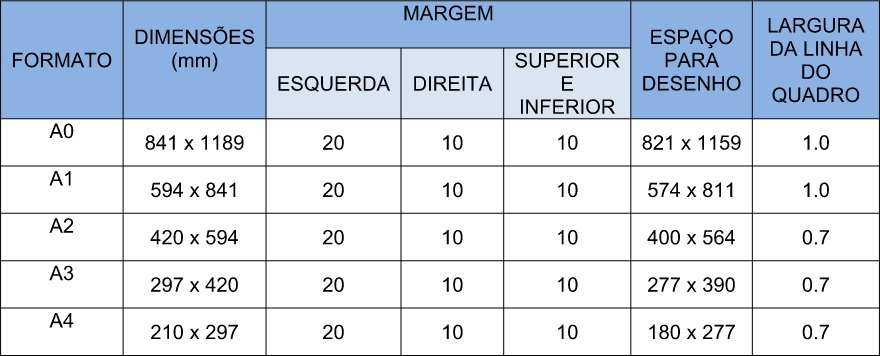 FORMATO DIMENSÕES (mm) MARGEM ESPAÇO PARA DESENHO LARGURA DA LINHA DO QUADRO
ESQUERDA DIREITA SUPERIOR E INFERIOR
A0 841 x 1189 20 10 10 821 x 1159 1.0
A1 594 x 841 20 10 10 574 x 811 1.0
A2 420 x 594 20 10 10 400 x 564 0.7
A3 297 x 420 20 10 10 277 x 390 0.7
A4 210 x 297 20 10 10 180 x 277 0.7